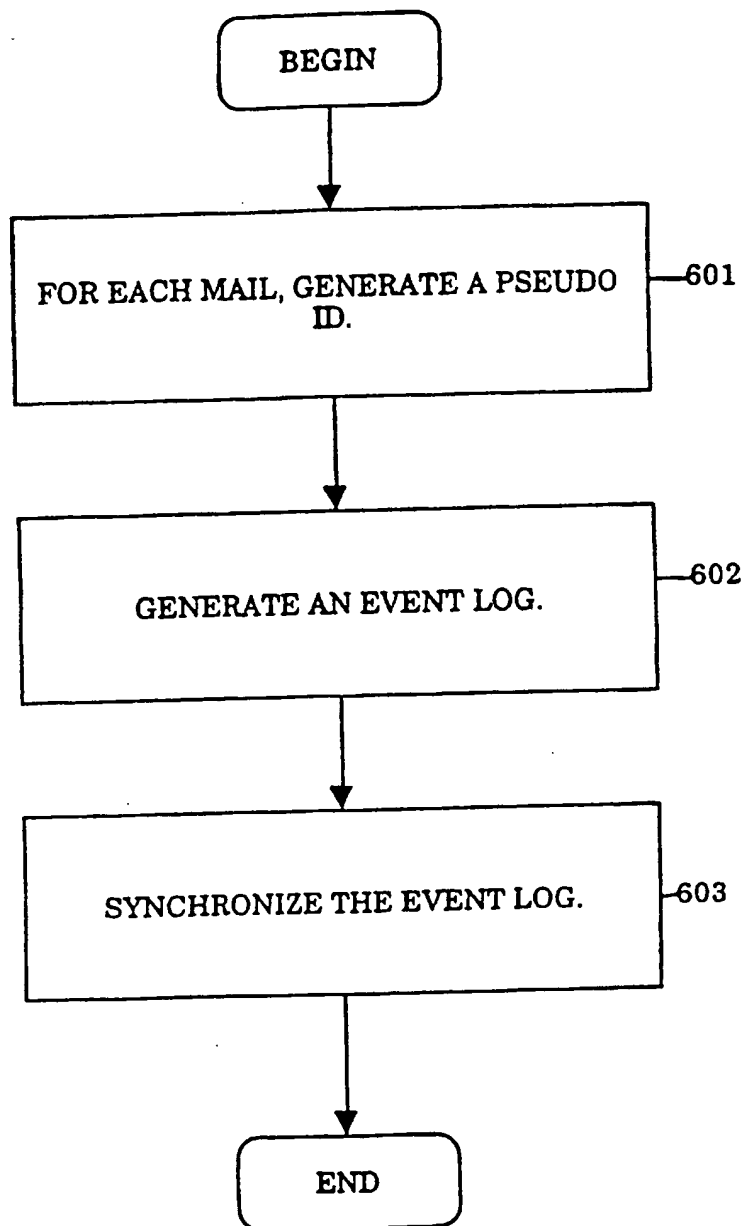 BEGIN
FOR EACH MAIL, GENERATE A PSEUDO
ID.
601
GENERATE AN EVENT LOG.
602
SYNCHRONIZE THE EVENT LOG.
603
END